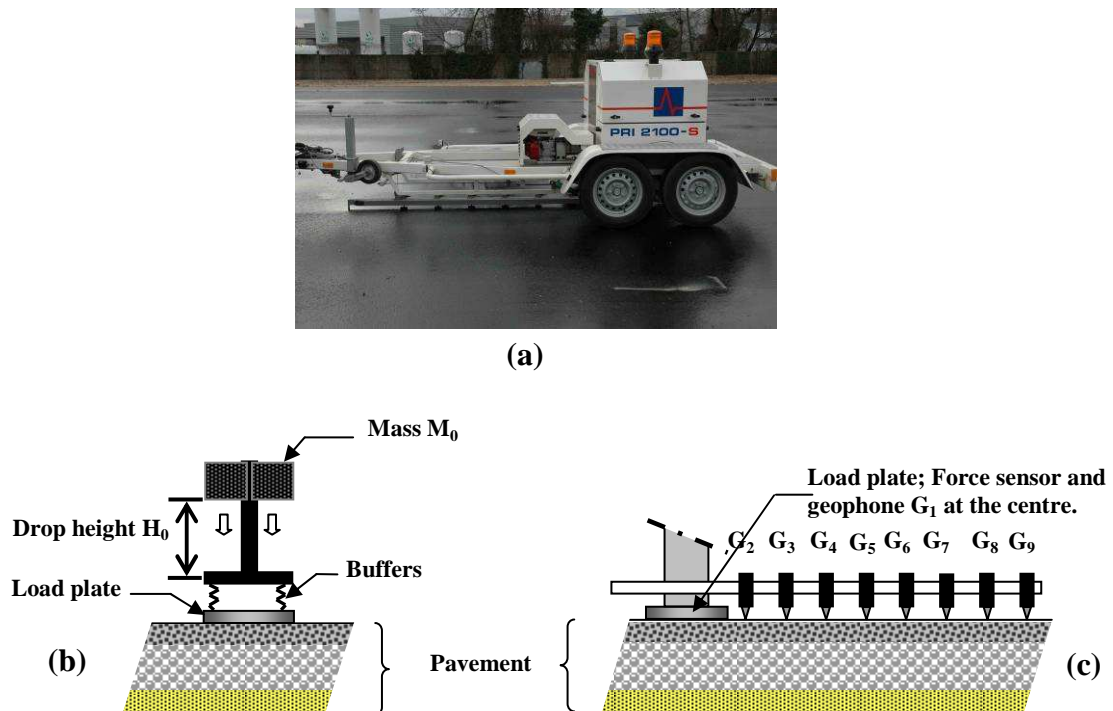 PRI 2100-S
(a)
Mass M₀
Load plate; Force sensor and
geophone G₁ at the centre.
Drop height H₀
G₂ G₃ G₄ G₅ G₆ G₇ G₈ G₉
Buffers
Load plate
(b)
Pavement
(c)